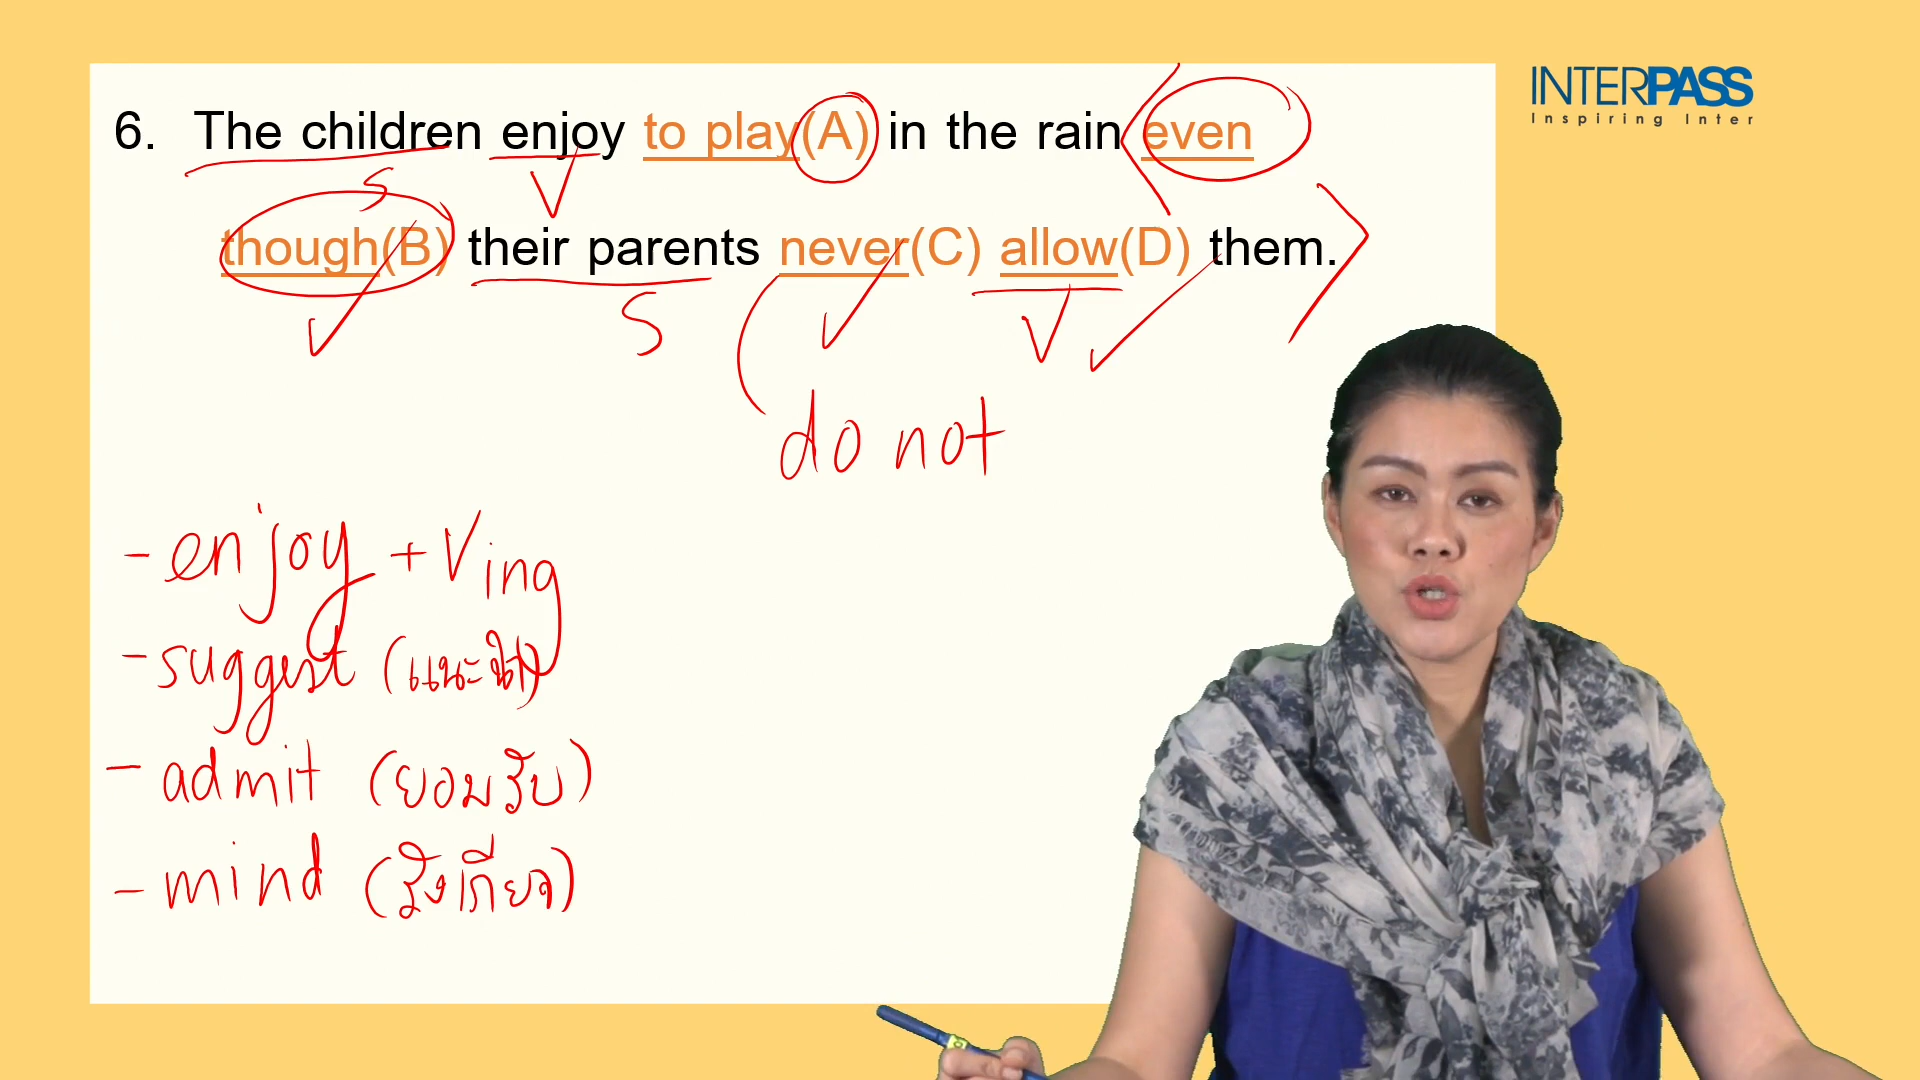 INTERPASS
Inspiring Inter
6. The children enjoy to play(A) in the rain even
though(B) their parents never(C) allow(D) them.
S
V
S
V
do not
- enjoy + Ving
- suggest (แนะนำ)
- admit (ยอมรับ)
- mind (รังเกียจ)